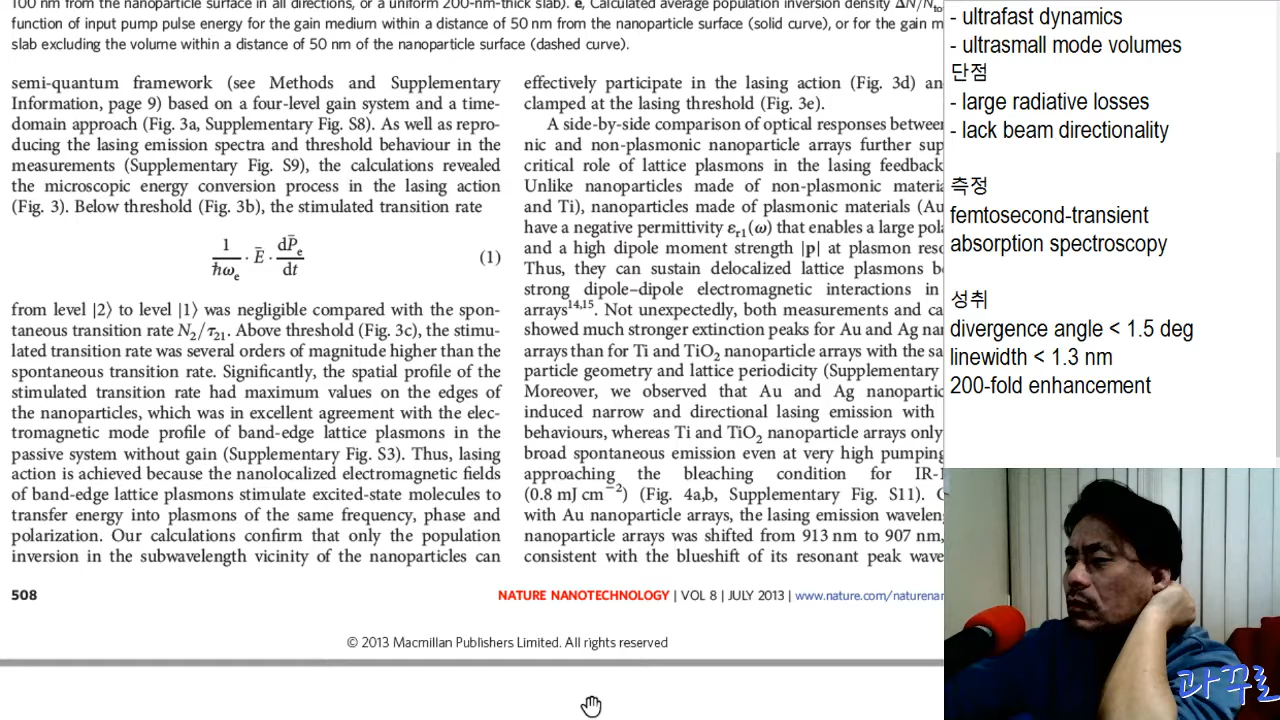 100 nm from the nanoparticle surface in all directions, or a uniform 200-nm-thick slab). e, Calculated average population inversion density ΔN/N
function of input pump pulse energy for the gain medium within a distance of 50 nm from the nanoparticle surface (solid curve), or for the gain m
slab excluding the volume within a distance of 50 nm of the nanoparticle surface (dashed curve).
semi-quantum framework (see Methods and Supplementary
Information, page 9) based on a four-level gain system and a time-
domain approach (Fig. 3a, Supplementary Fig. S8). As well as repro-
ducing the lasing emission spectra and threshold behaviour in the
measurements (Supplementary Fig. S9), the calculations revealed
the microscopic energy conversion process in the lasing action
(Fig. 3). Below threshold (Fig. 3b), the stimulated transition rate
1/ħωe · Ē · dP̄e/dt (1)
from level |2⟩ to level |1⟩ was negligible compared with the spon-
taneous transition rate N2/τ21. Above threshold (Fig. 3c), the stimu-
lated transition rate was several orders of magnitude higher than the
spontaneous transition rate. Significantly, the spatial profile of the
stimulated transition rate had maximum values on the edges of
the nanoparticles, which was in excellent agreement with the elec-
tromagnetic mode profile of band-edge lattice plasmons in the
passive system without gain (Supplementary Fig. S3). Thus, lasing
action is achieved because the nanolocalized electromagnetic fields
of band-edge lattice plasmons stimulate excited-state molecules to
transfer energy into plasmons of the same frequency, phase and
polarization. Our calculations confirm that only the population
inversion in the subwavelength vicinity of the nanoparticles can
effectively participate in the lasing action (Fig. 3d) an
clamped at the lasing threshold (Fig. 3e).
A side-by-side comparison of optical responses between
nic and non-plasmonic nanoparticle arrays further sup
critical role of lattice plasmons in the lasing feedback
Unlike nanoparticles made of non-plasmonic materia
and Ti), nanoparticles made of plasmonic materials (Au
have a negative permittivity εr1(ω) that enables a large pola
and a high dipole moment strength |p| at plasmon reso
Thus, they can sustain delocalized lattice plasmons b
strong dipole–dipole electromagnetic interactions in
arrays14,15. Not unexpectedly, both measurements and ca
showed much stronger extinction peaks for Au and Ag na
arrays than for Ti and TiO2 nanoparticle arrays with the sa
particle geometry and lattice periodicity (Supplementary
Moreover, we observed that Au and Ag nanopartic
induced narrow and directional lasing emission with
behaviours, whereas Ti and TiO2 nanoparticle arrays only
broad spontaneous emission even at very high pumping
approaching the bleaching condition for IR-1
(0.8 mJ cm−2) (Fig. 4a,b, Supplementary Fig. S11). C
with Au nanoparticle arrays, the lasing emission wavelen
nanoparticle arrays was shifted from 913 nm to 907 nm,
consistent with the blueshift of its resonant peak wave
508
NATURE NANOTECHNOLOGY | VOL 8 | JULY 2013 | www.nature.com/naturenan
© 2013 Macmillan Publishers Limited. All rights reserved
- ultrafast dynamics
- ultrasmall mode volumes
단점
- large radiative losses
- lack beam directionality
측정
femtosecond-transient
absorption spectroscopy
성취
divergence angle < 1.5 deg
linewidth < 1.3 nm
200-fold enhancement
과꾸로